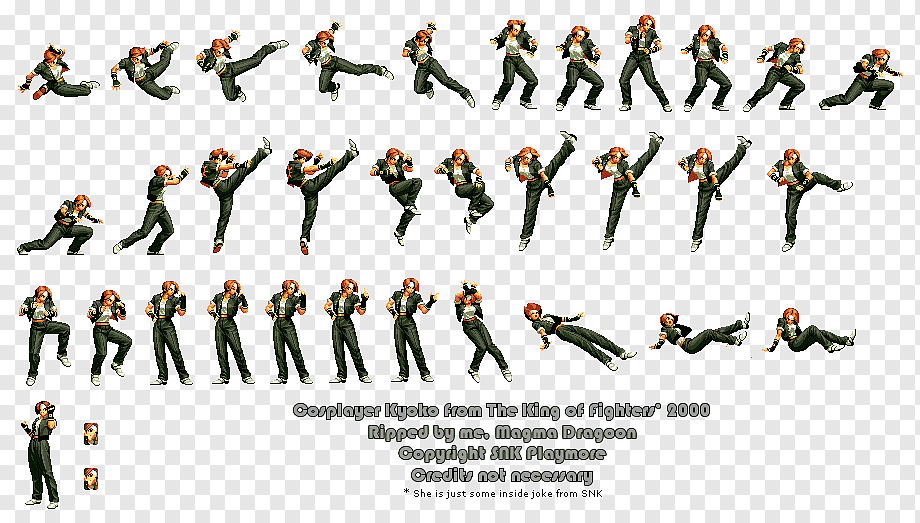 Cosplayer Kyoko from The King of Fighters* 2000
Ripped by me, Magma Dragoon
Copyright SNK Playmore
Credits not necessary
* She is just some inside joke from SNK